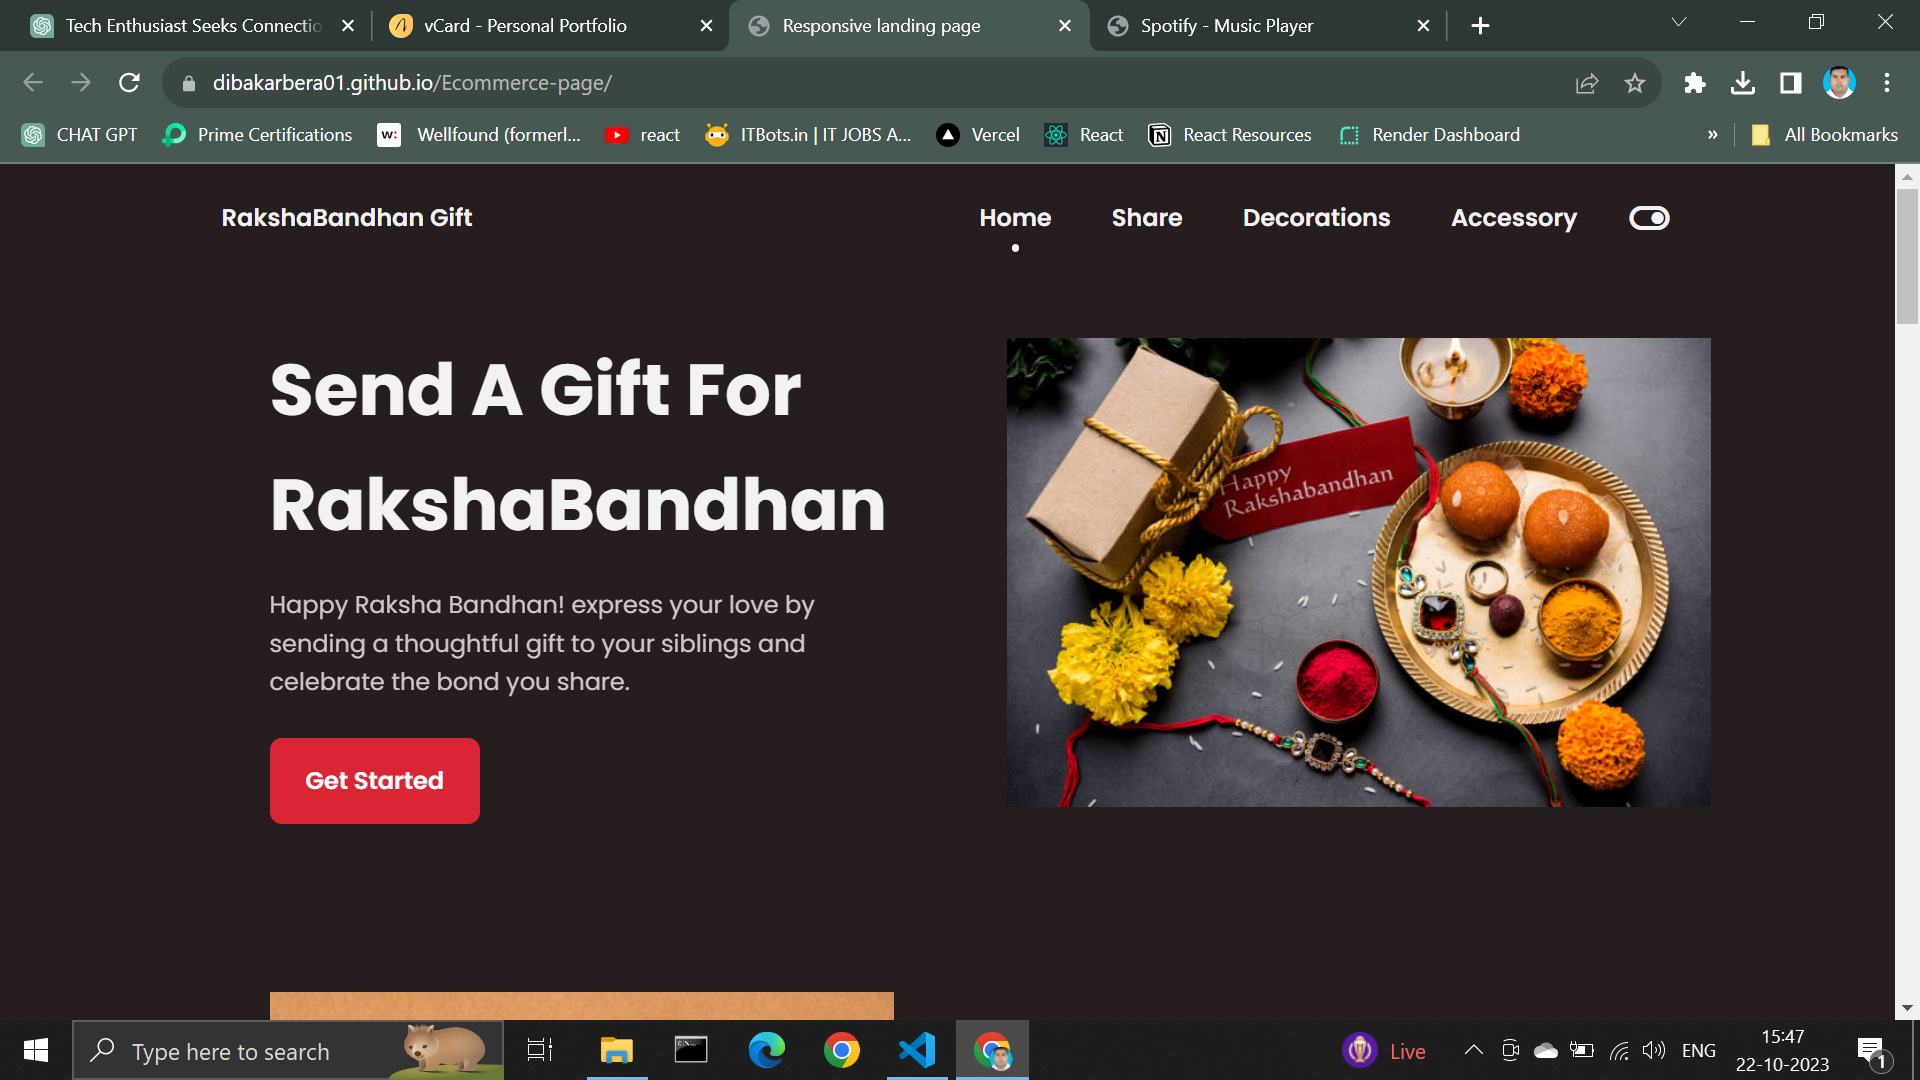 Tech Enthusiast Seeks Connectio
vCard - Personal Portfolio
Responsive landing page
Spotify - Music Player
dibakarbera01.github.io/Ecommerce-page/
CHAT GPT
Prime Certifications
w:
Wellfound (formerl...
react
ITBots.in | IT JOBS A...
Vercel
React
React Resources
Render Dashboard
»
All Bookmarks
RakshaBandhan Gift
Home
Share
Decorations
Accessory
Send A Gift For
RakshaBandhan
Happy Raksha Bandhan! express your love by
sending a thoughtful gift to your siblings and
celebrate the bond you share.
Get Started
Happy
Rakshabandhan
Type here to search
Live
ENG
15:47
22-10-2023
1